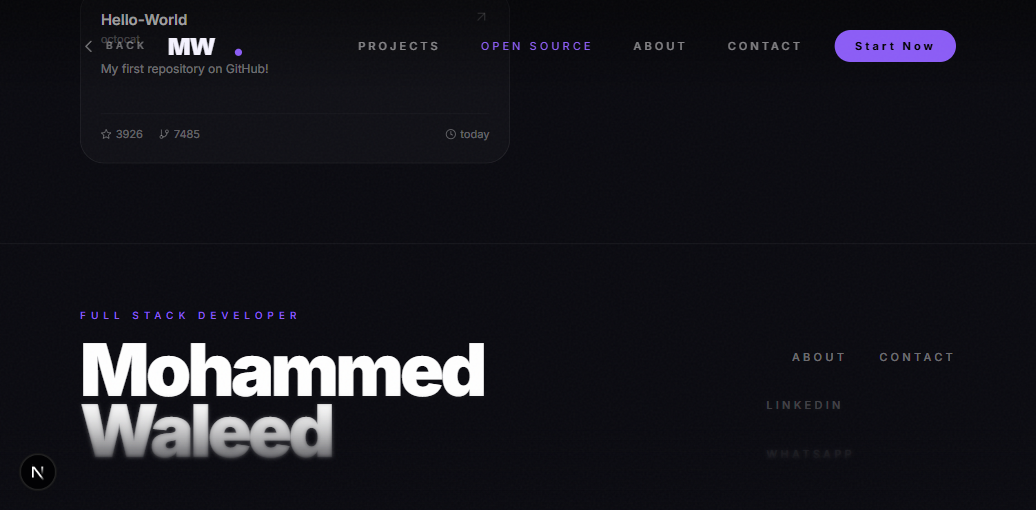 Hello-World
octocat
BACK
MW
PROJECTS
OPEN SOURCE
ABOUT
CONTACT
Start Now
My first repository on GitHub!
3926
7485
today
FULL STACK DEVELOPER
Mohammed
Waleed
ABOUT
CONTACT
LINKEDIN
WHATSAPP
N